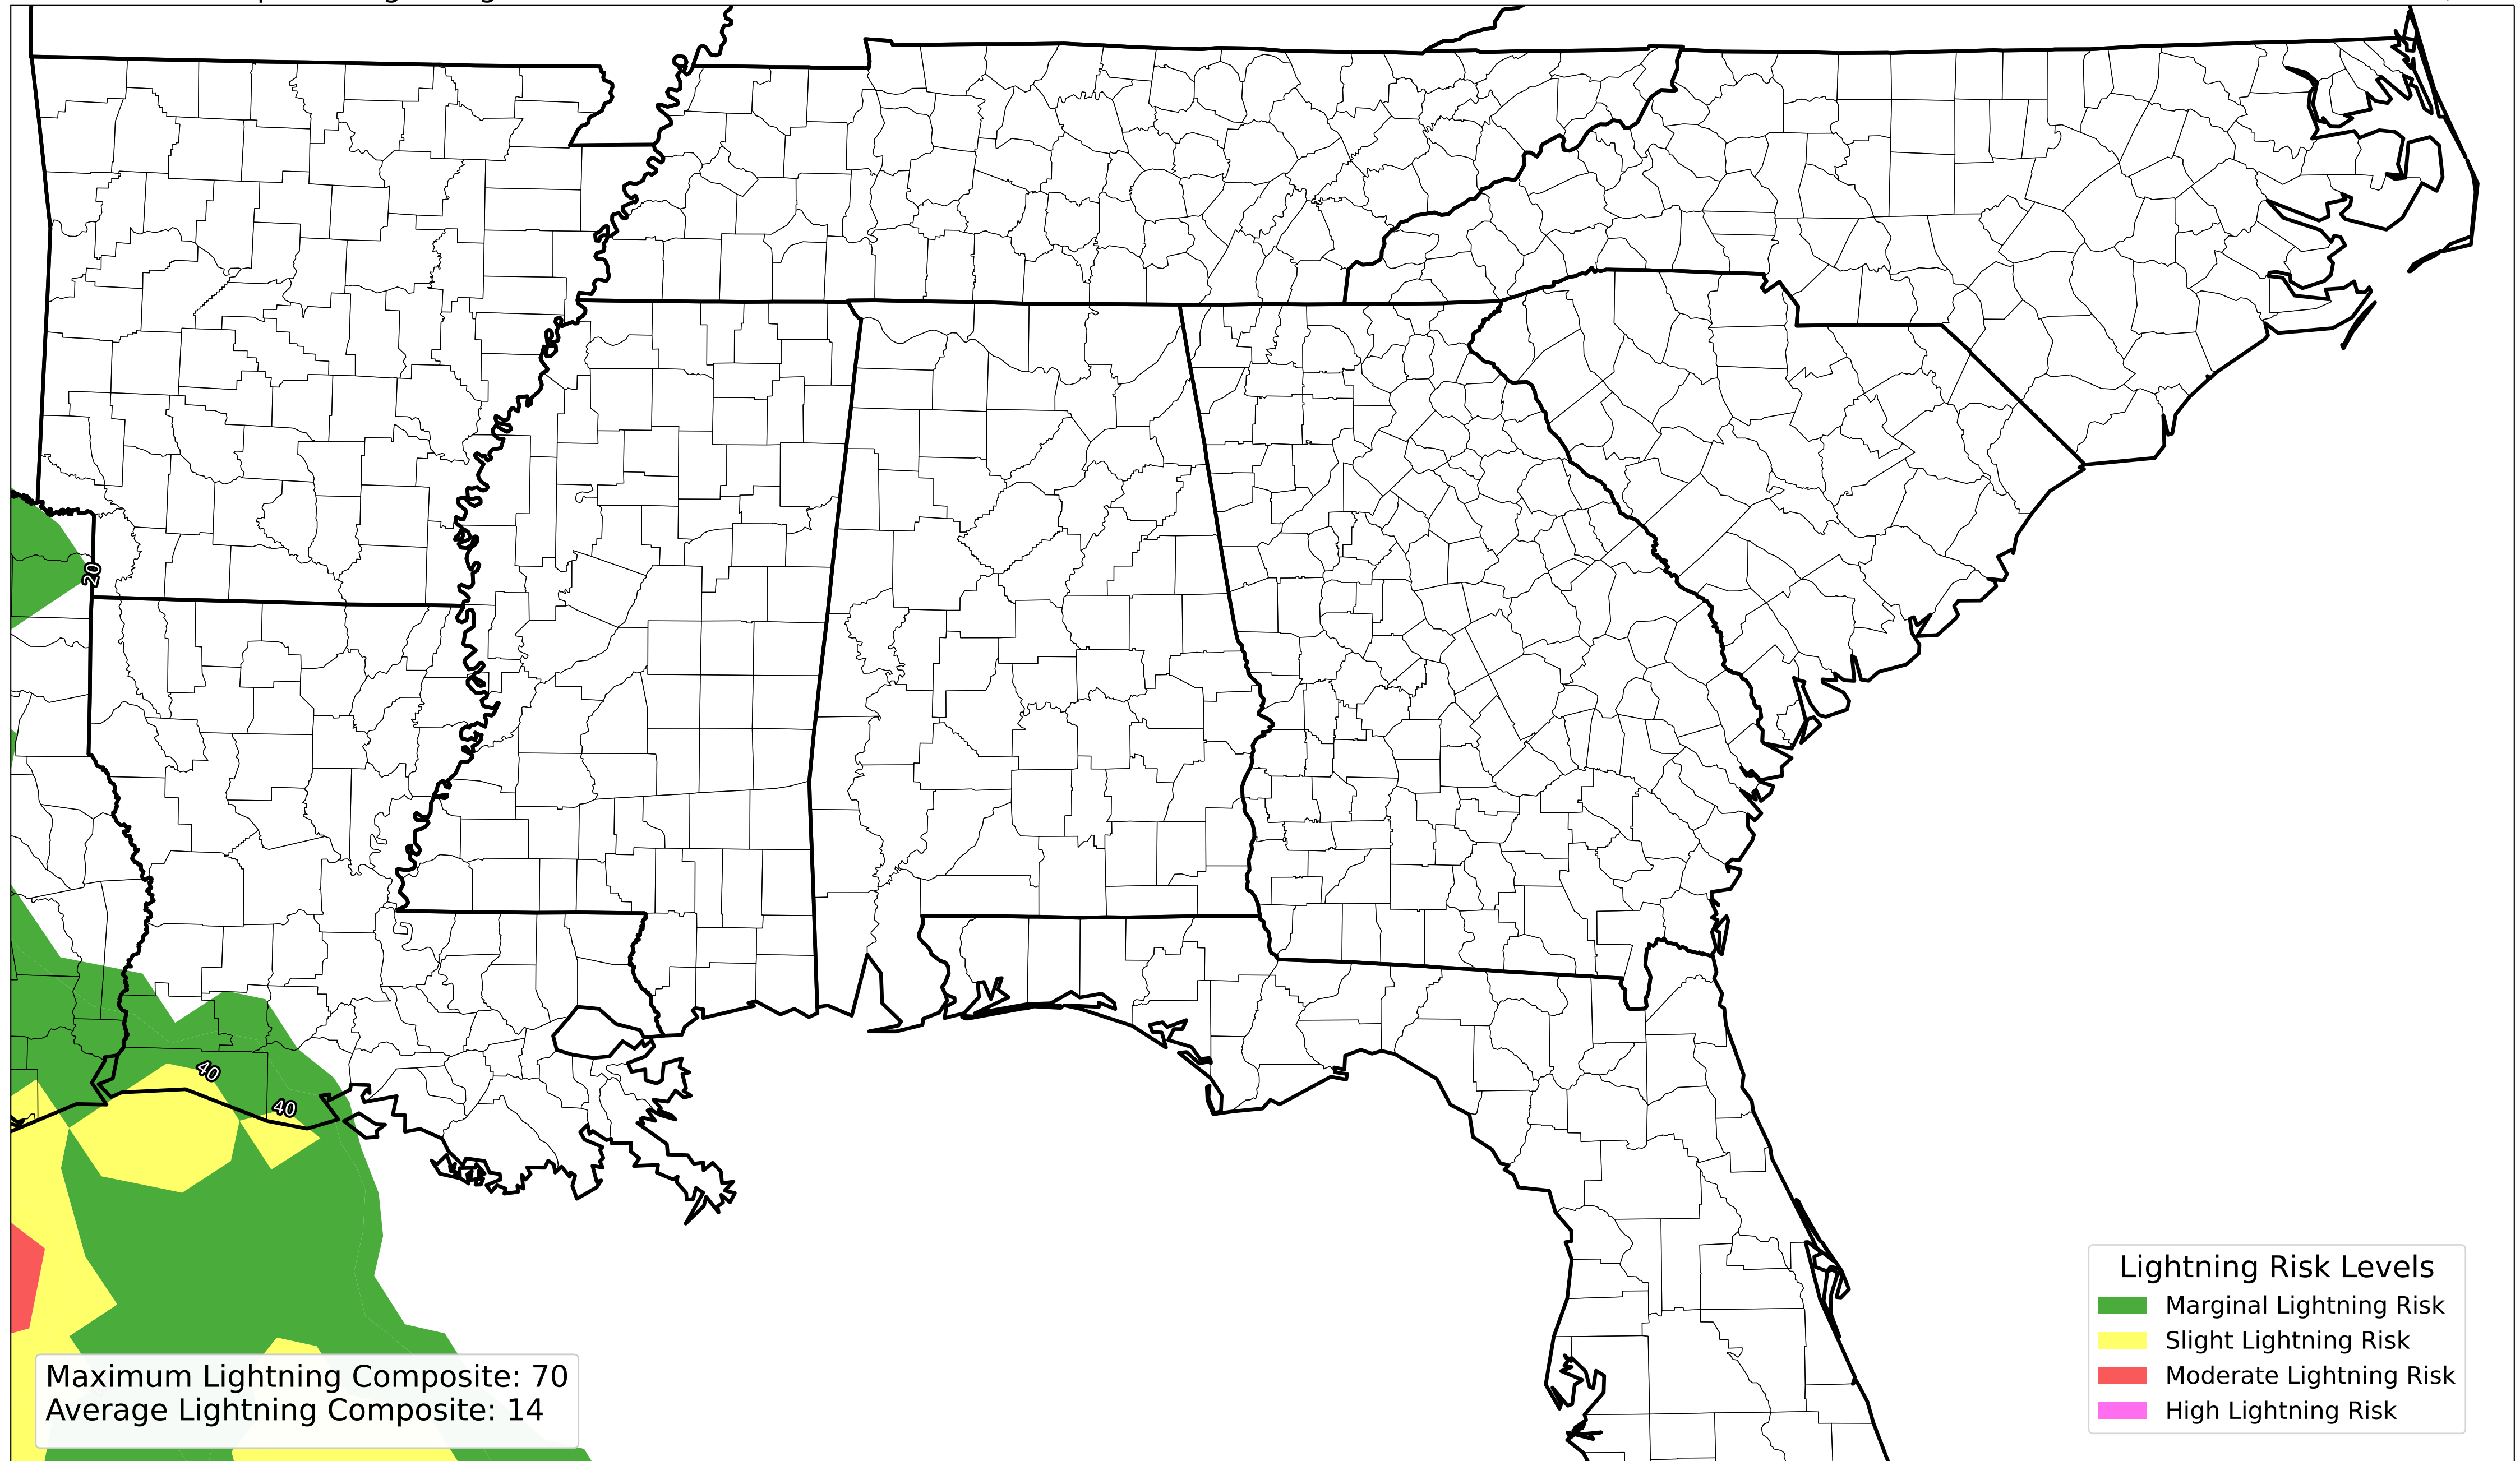 20
40
40
Lightning Risk Levels
Marginal Lightning Risk
Slight Lightning Risk
Moderate Lightning Risk
High Lightning Risk
Maximum Lightning Composite: 70
Average Lightning Composite: 14